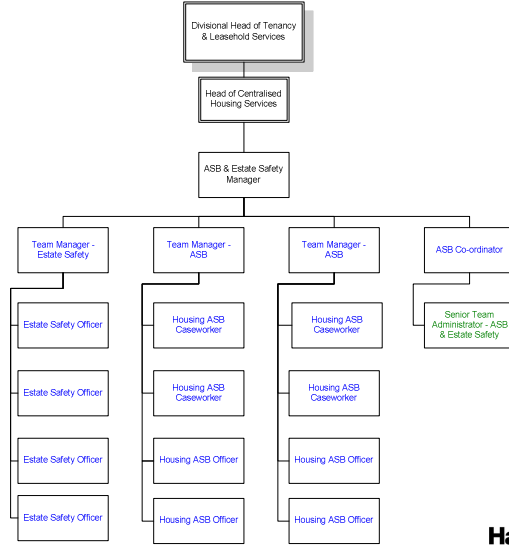 Divisional Head of Tenancy
& Leasehold Services
Head of Centralised
Housing Services
ASB & Estate Safety
Manager
Team Manager -
Estate Safety
Team Manager -
ASB
Team Manager -
ASB
ASB Co-ordinator
Estate Safety Officer
Housing ASB
Caseworker
Housing ASB
Caseworker
Senior Team
Administrator - ASB
& Estate Safety
Estate Safety Officer
Housing ASB
Caseworker
Housing ASB
Caseworker
Estate Safety Officer
Housing ASB Officer
Housing ASB Officer
Estate Safety Officer
Housing ASB Officer
Housing ASB Officer
Ha